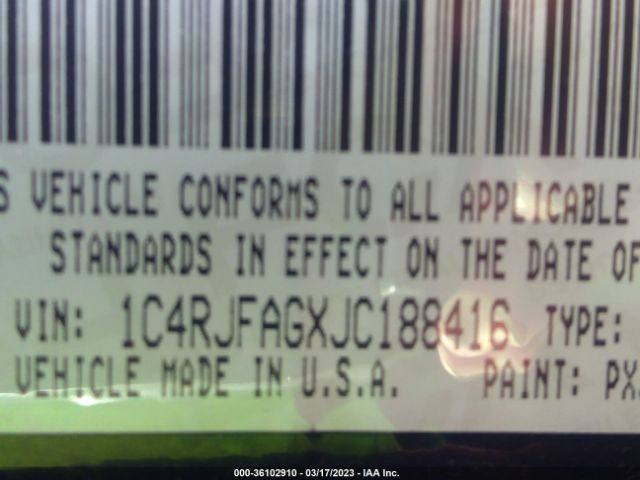 S VEHICLE CONFORMS TO ALL APPLICABLE
STANDARDS IN EFFECT ON THE DATE OF
VIN: 1C4RJFAGXJC188416 TYPE:
VEHICLE MADE IN U.S.A. PAINT: PX
000-36102910 - 03/17/2023 - IAA Inc.